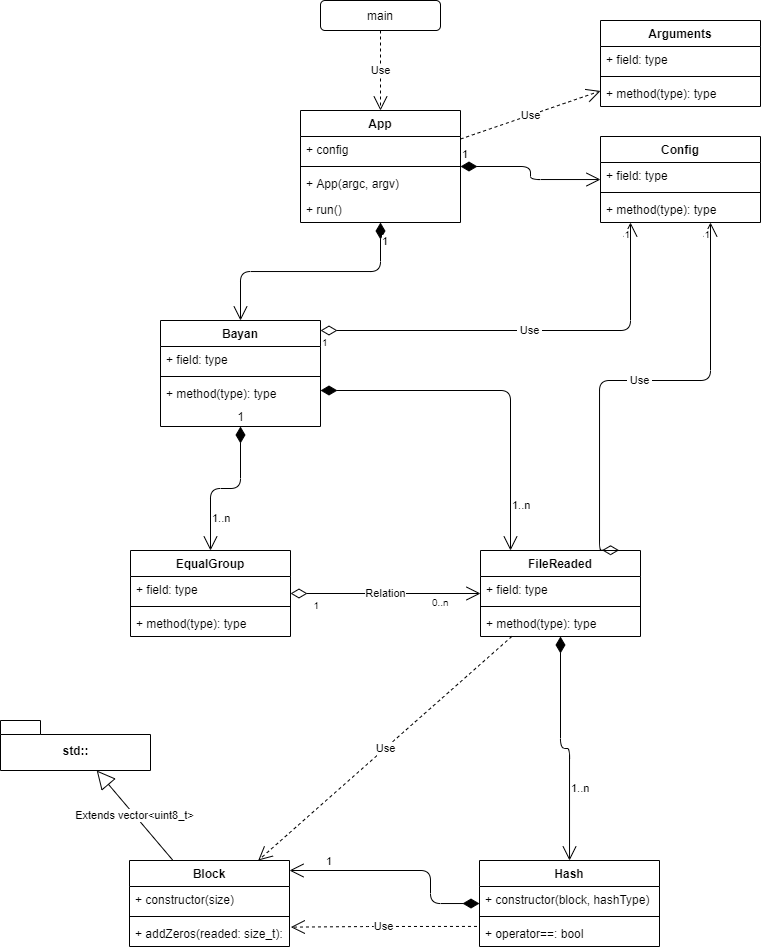 main
Use
Arguments
+ field: type
+ method(type): type
Use
App
+ config
+ App(argc, argv)
+ run()
1
1
Config
+ field: type
+ method(type): type
.1
.1
Bayan
+ field: type
+ method(type): type
1
1
Use
Use
1..n
1..n
EqualGroup
+ field: type
+ method(type): type
1
Relation
0..n
FileReaded
+ field: type
+ method(type): type
Use
std::
Extends vector<uint8_t>
1..n
Block
+ constructor(size)
+ addZeros(readed: size_t):
1
Use
Hash
+ constructor(block, hashType)
+ operator==: bool